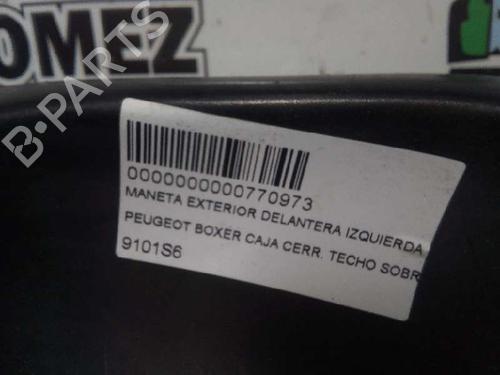 OMEZ
B-PARTS
0000000000770973
MANETA EXTERIOR DELANTERA IZQUIERDA
PEUGEOT BOXER CAJA CERR. TECHO SOBR
9101S6